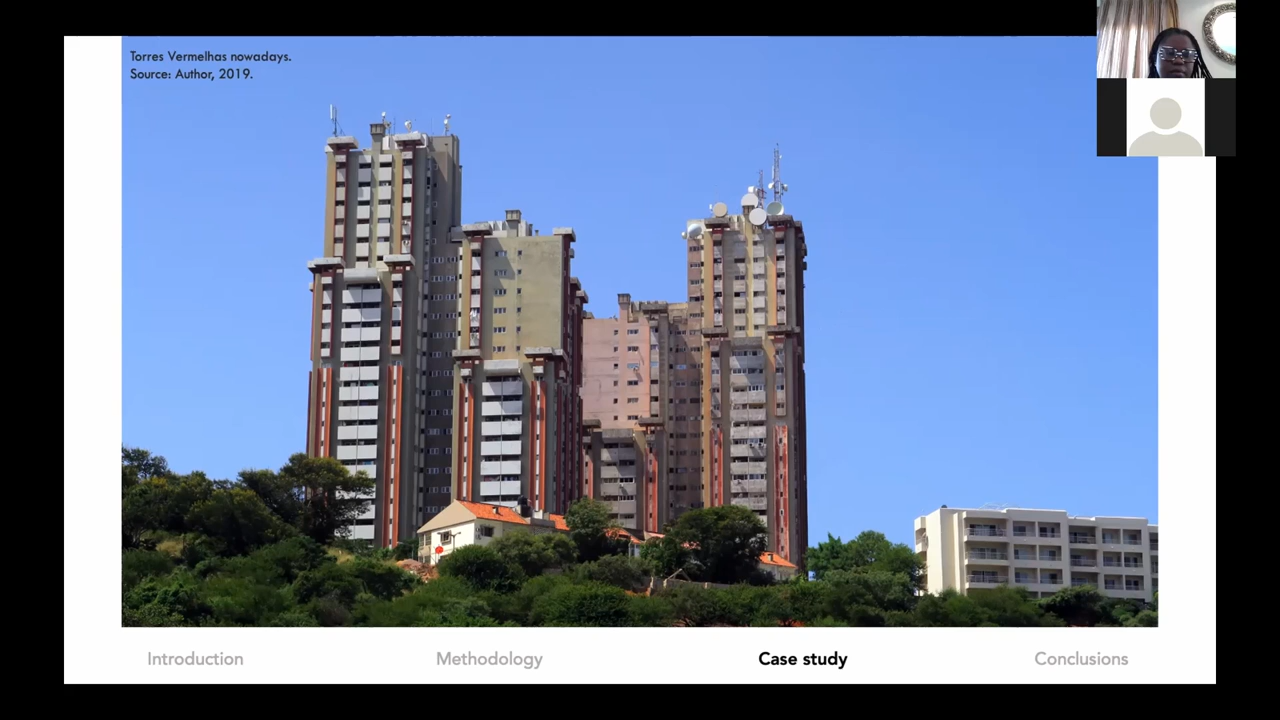 Torres Vermelhas nowadays.
Source: Author, 2019.
Introduction
Methodology
Case study
Conclusions